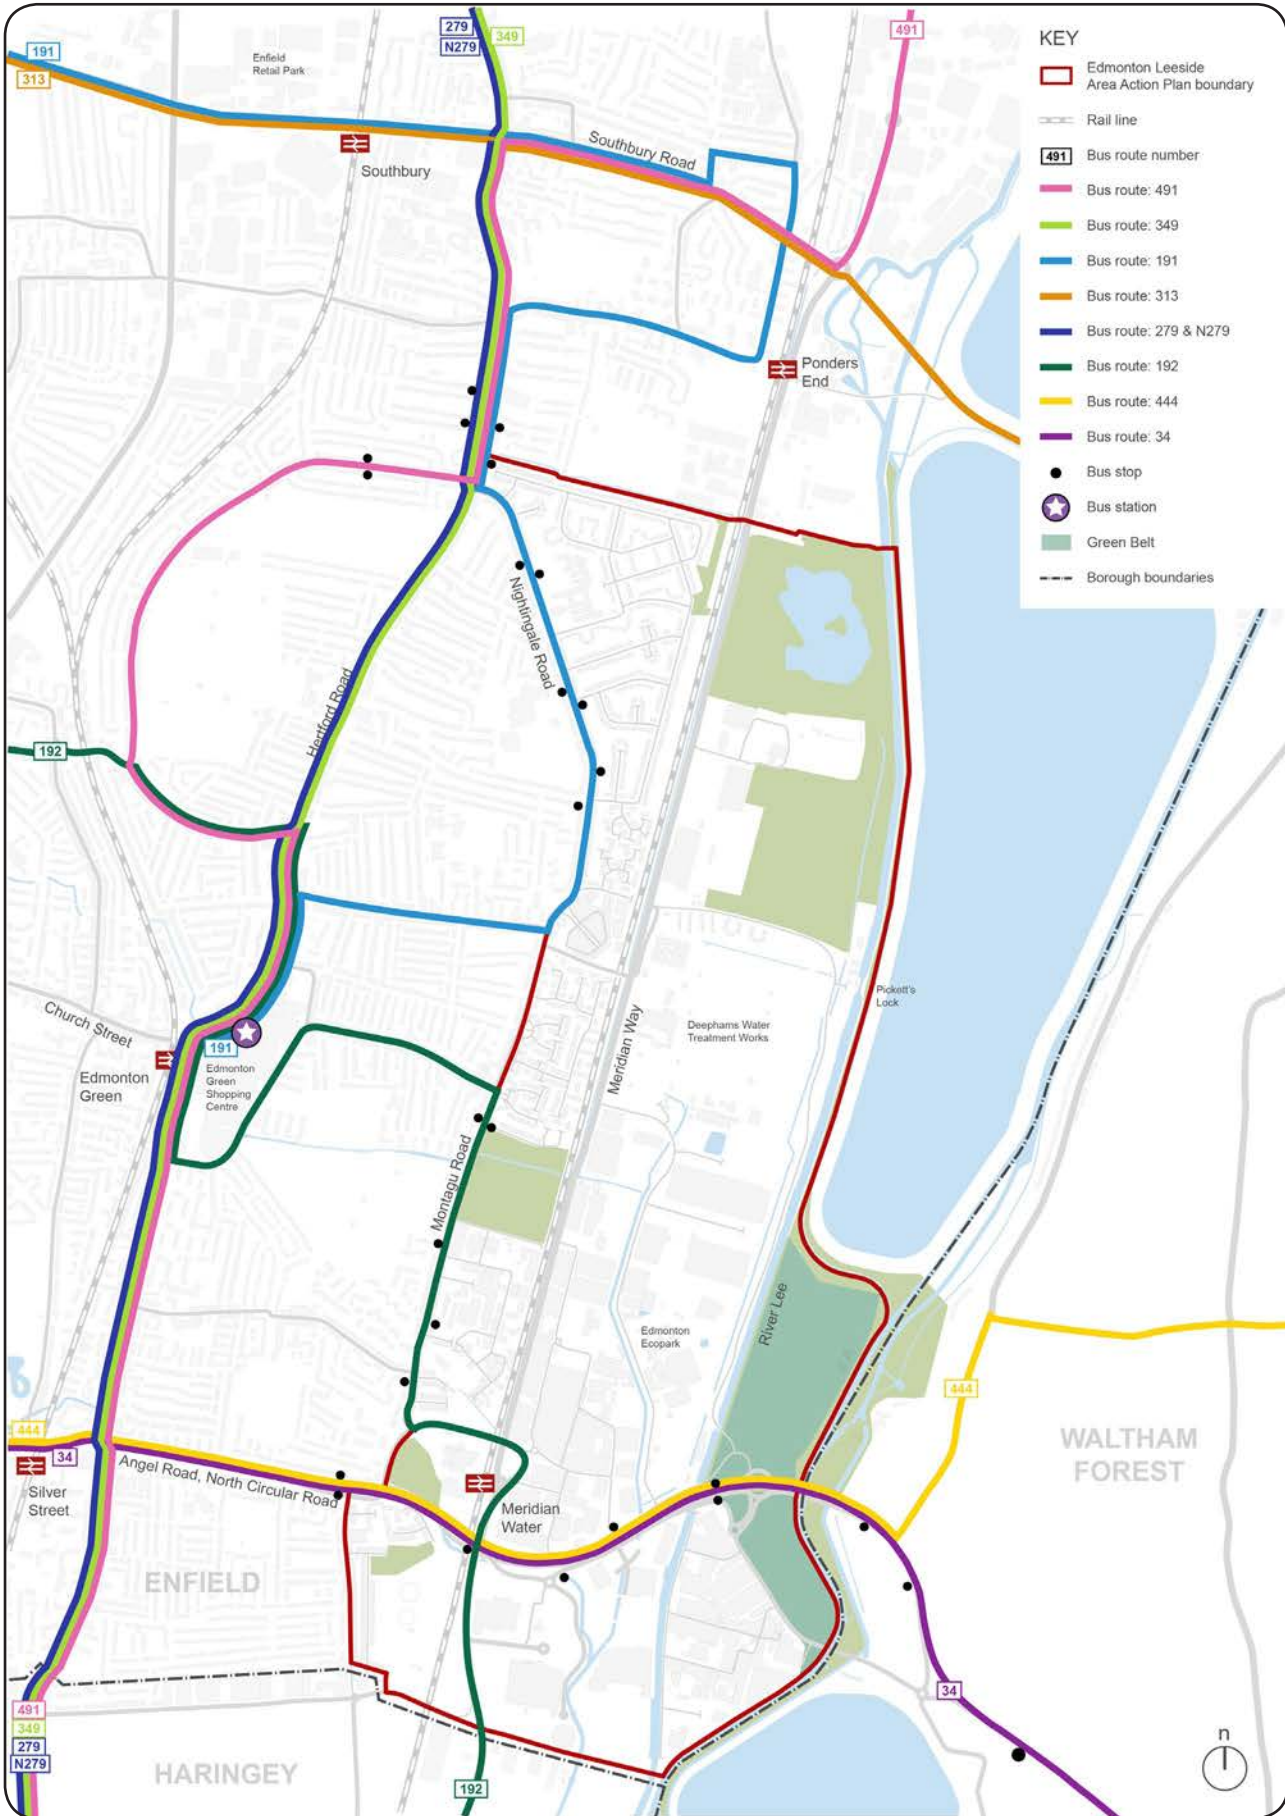 279
N279
349
491
191
313
Enfield
Retail Park
Southbury Road
Southbury
Ponders
End
Nightingale Road
Hertford Road
192
Church Street
Edmonton
Green
191
Edmonton
Green
Shopping
Centre
Meridian Way
Deephams Water
Treatment Works
Pickett's
Lock
Montagu Road
River Lee
Edmonton
Ecopark
444
444
34
Silver
Street
Angel Road, North Circular Road
Meridian
Water
WALTHAM
FOREST
ENFIELD
491
349
279
N279
HARINGEY
192
34
n
KEY
Edmonton Leeside
Area Action Plan boundary
Rail line
491
Bus route number
Bus route: 491
Bus route: 349
Bus route: 191
Bus route: 313
Bus route: 279 & N279
Bus route: 192
Bus route: 444
Bus route: 34
Bus stop
Bus station
Green Belt
Borough boundaries